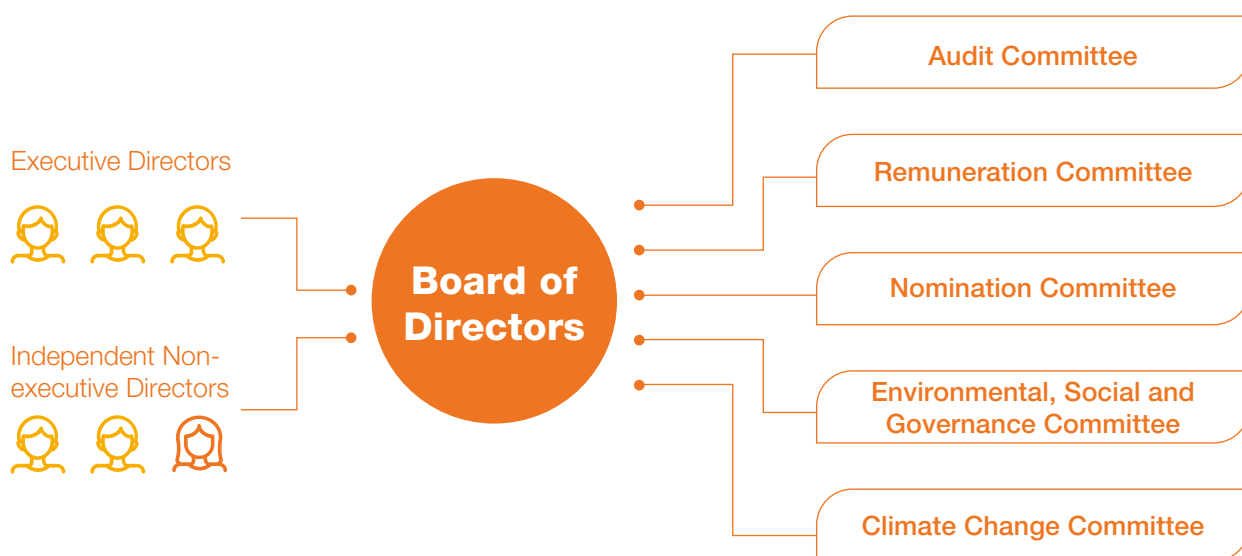 Executive Directors
Independent Non-
executive Directors
Board of
Directors
Audit Committee
Remuneration Committee
Nomination Committee
Environmental, Social and
Governance Committee
Climate Change Committee